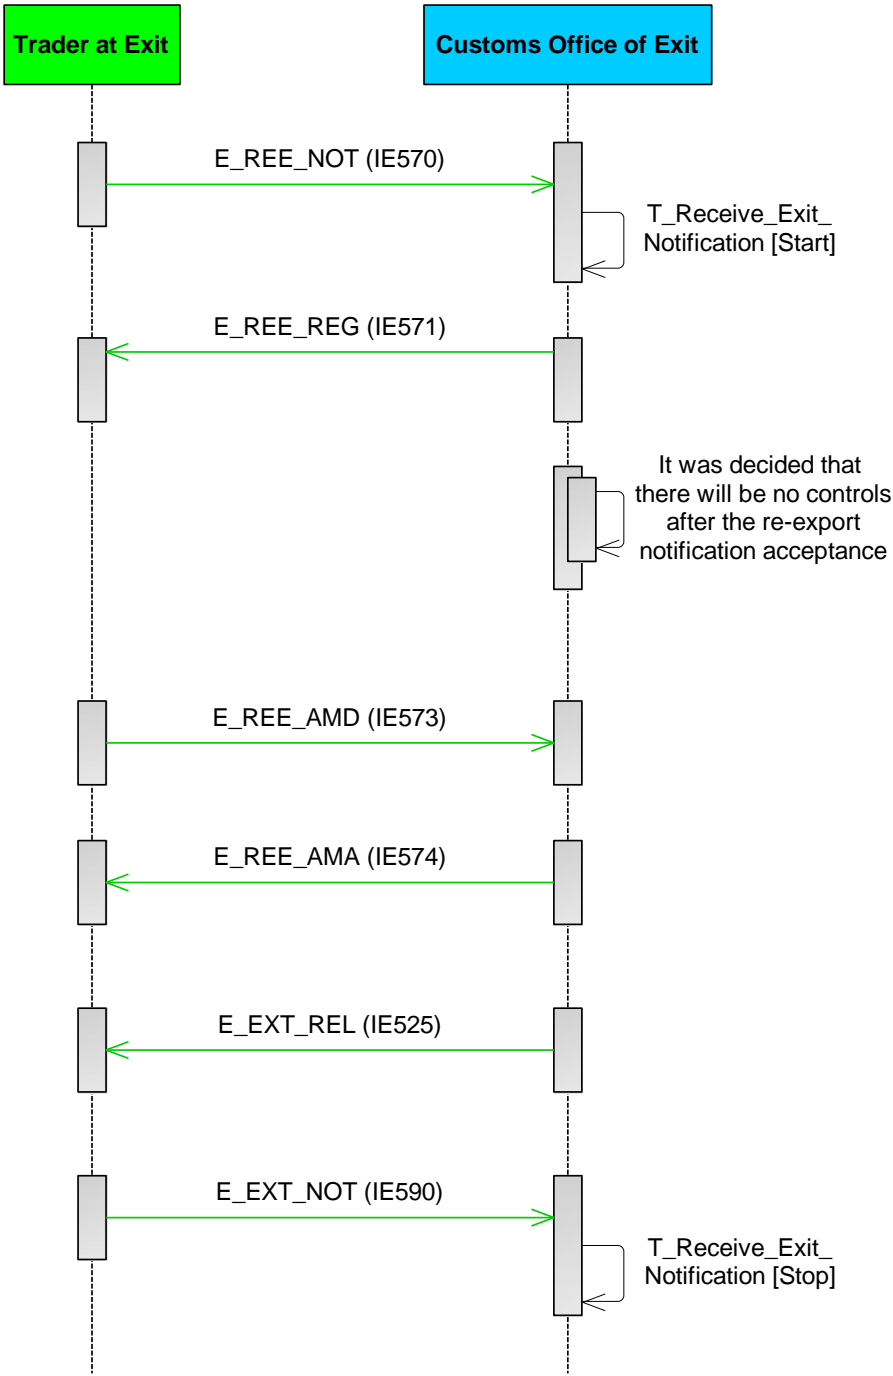 Trader at Exit
Customs Office of Exit
E_REE_NOT (IE570)
T_Receive_Exit_
Notification [Start]
E_REE_REG (IE571)
It was decided that
there will be no controls
after the re-export
notification acceptance
E_REE_AMD (IE573)
E_REE_AMA (IE574)
E_EXT_REL (IE525)
E_EXT_NOT (IE590)
T_Receive_Exit_
Notification [Stop]